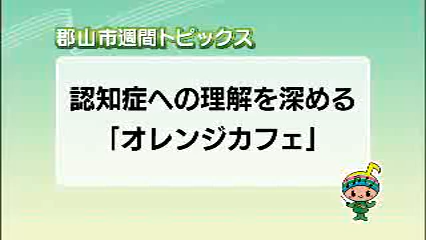 郡山市週間トピックス
認知症への理解を深める
「オレンジカフェ」